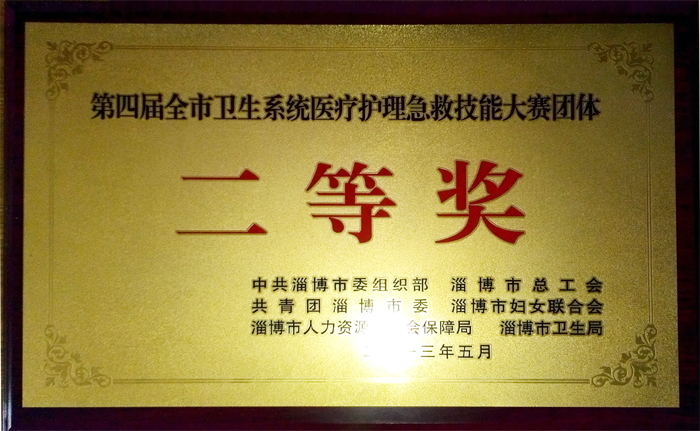 第四届全市卫生系统医疗护理急救技能大赛团体
二等奖
中共淄博市委组织部 淄博市总工会
共青团淄博市委 淄博市妇女联合会
淄博市人力资源 会保障局 淄博市卫生局
三年五月